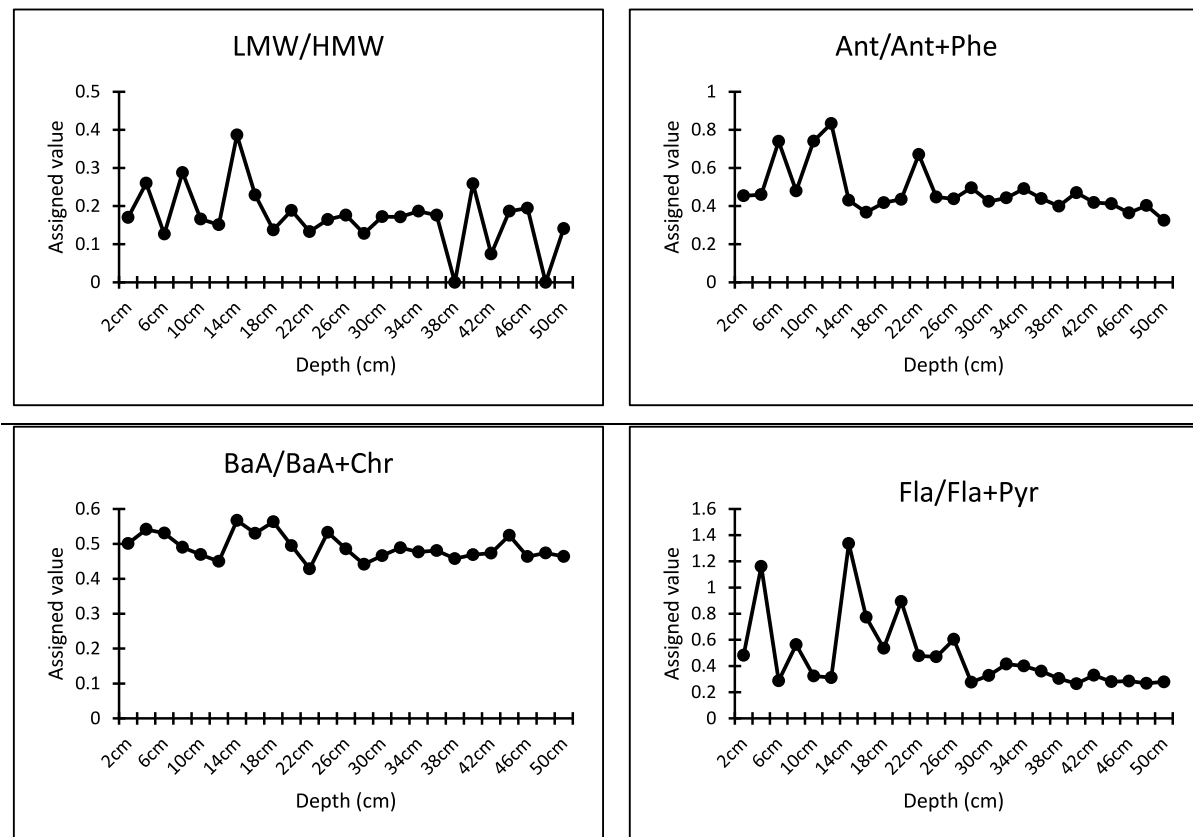 LMW/HMW
Assigned value
0.5
0.4
0.3
0.2
0.1
0
2cm 6cm 10cm 14cm 18cm 22cm 26cm 30cm 34cm 38cm 42cm 46cm 50cm
Depth (cm)
Ant/Ant+Phe
Assigned value
1
0.8
0.6
0.4
0.2
0
2cm 6cm 10cm 14cm 18cm 22cm 26cm 30cm 34cm 38cm 42cm 46cm 50cm
Depth (cm)
BaA/BaA+Chr
Assigned value
0.6
0.5
0.4
0.3
0.2
0.1
0
2cm 6cm 10cm 14cm 18cm 22cm 26cm 30cm 34cm 38cm 42cm 46cm 50cm
Depth (cm)
Fla/Fla+Pyr
Assigned value
1.6
1.4
1.2
1
0.8
0.6
0.4
0.2
0
2cm 6cm 10cm 14cm 18cm 22cm 26cm 30cm 34cm 38cm 42cm 46cm 50cm
Depth (cm)